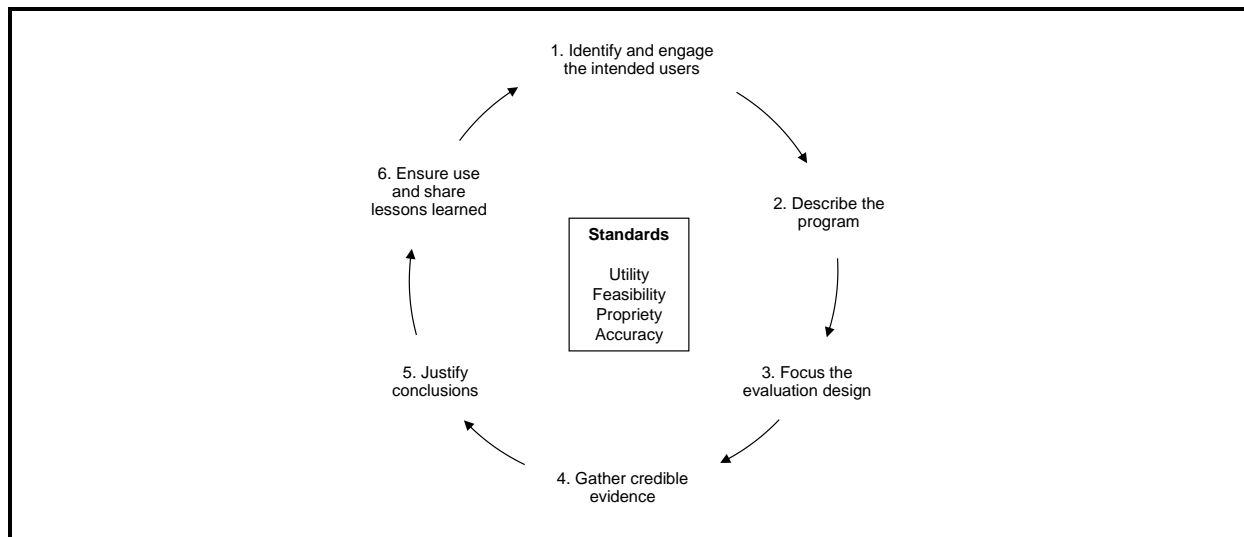 1. Identify and engage
the intended users
2. Describe the
program
3. Focus the
evaluation design
4. Gather credible
evidence
5. Justify
conclusions
6. Ensure use
and share
lessons learned
Standards
Utility
Feasibility
Propriety
Accuracy